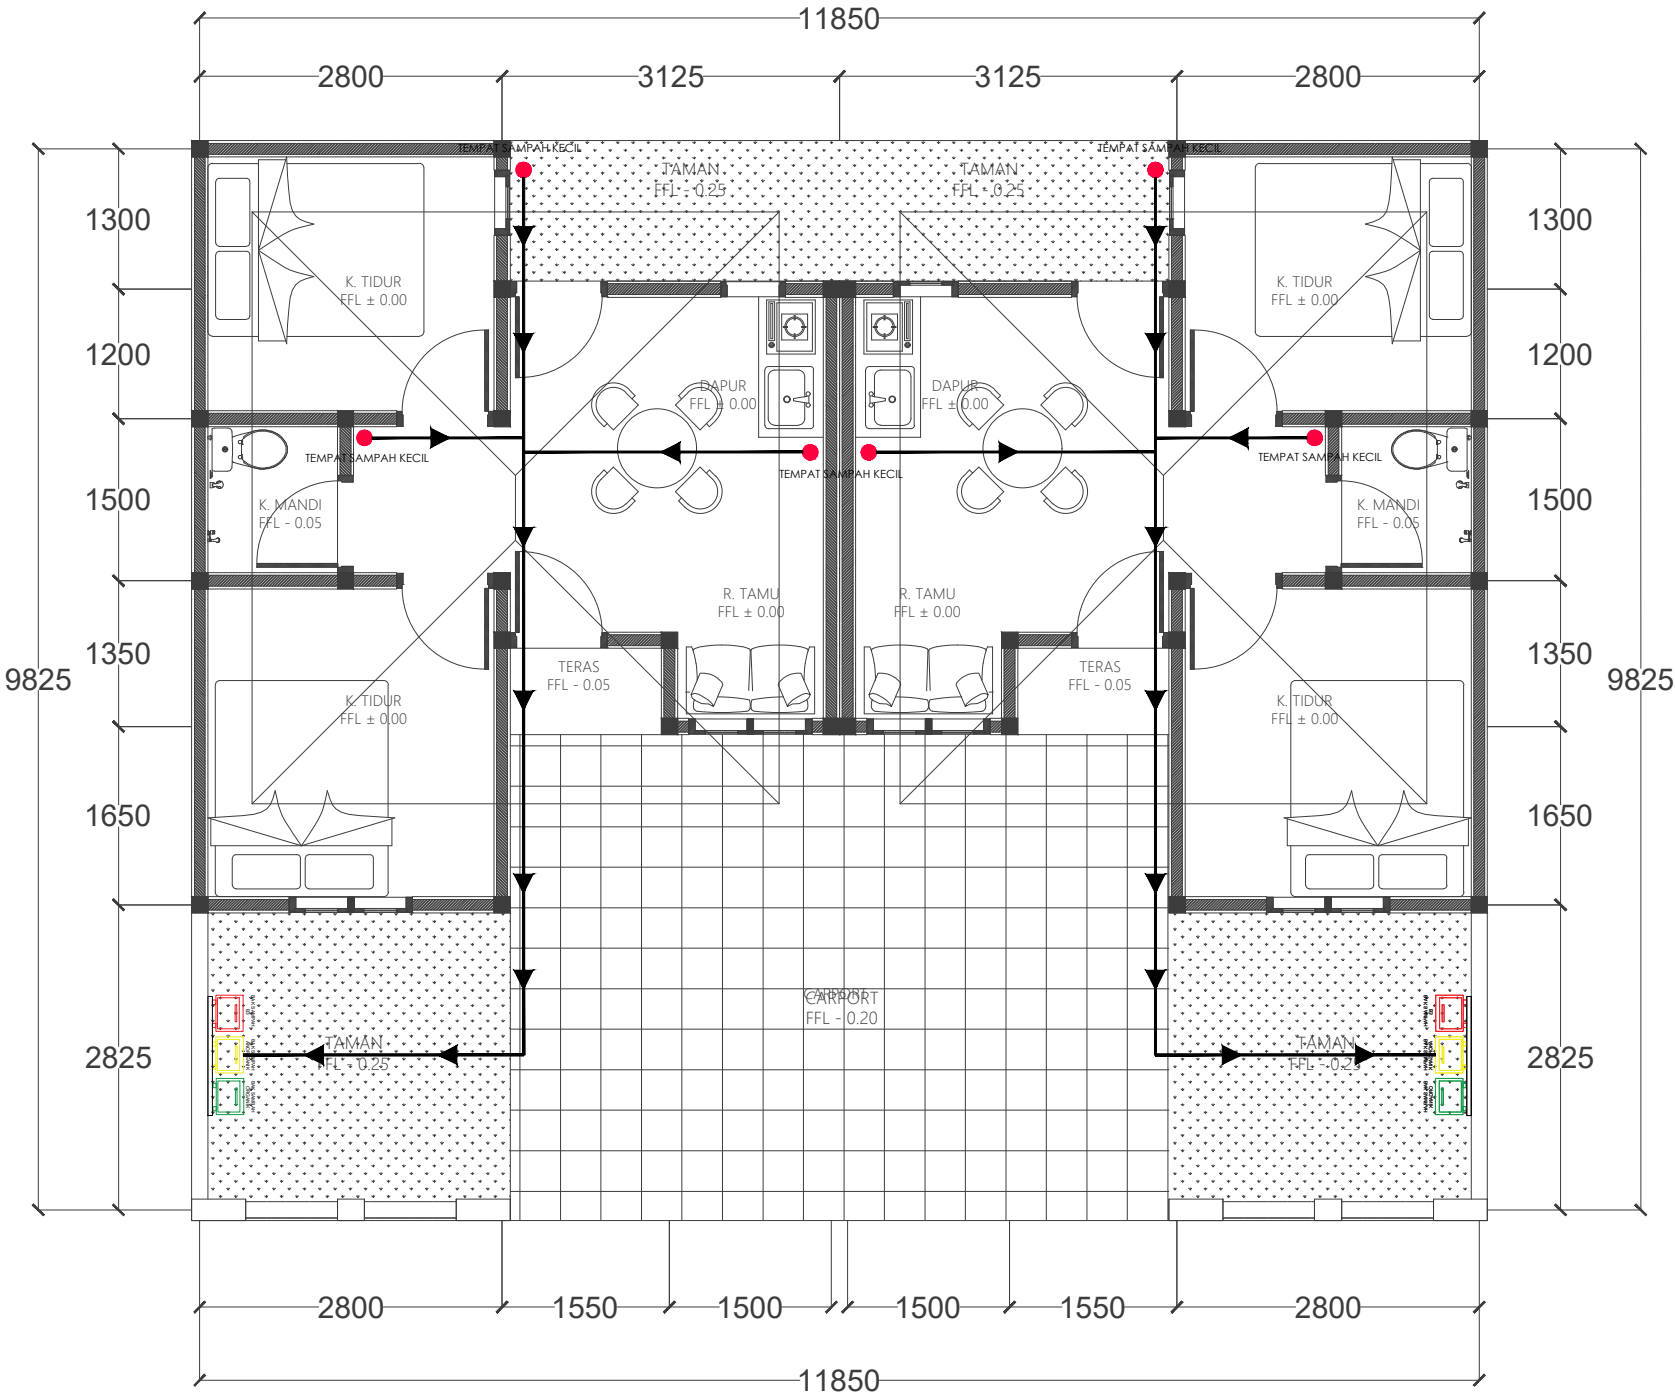 11850
2800
3125
3125
2800
TEMPAT SAMPAH KECIL
TEMPAT SAMPAH KECIL
TAMAN
FFL - 0.25
TAMAN
FFL - 0.25
1300
1300
K. TIDUR
FFL ± 0.00
K. TIDUR
FFL ± 0.00
1200
1200
DAPUR
FFL ± 0.00
DAPUR
FFL ± 0.00
TEMPAT SAMPAH KECIL
TEMPAT SAMPAH KECIL
TEMPAT SAMPAH KECIL
1500
1500
K. MANDI
FFL - 0.05
K. MANDI
FFL - 0.05
R. TAMU
FFL ± 0.00
R. TAMU
FFL ± 0.00
1350
1350
9825
9825
TERAS
FFL - 0.05
TERAS
FFL - 0.05
K. TIDUR
FFL ± 0.00
K. TIDUR
FFL ± 0.00
1650
1650
CARPORT
CARPORT
FFL - 0.20
2825
2825
TAMAN
FFL - 0.25
TAMAN
FFL - 0.25
2800
1550
1500
1500
1550
2800
11850